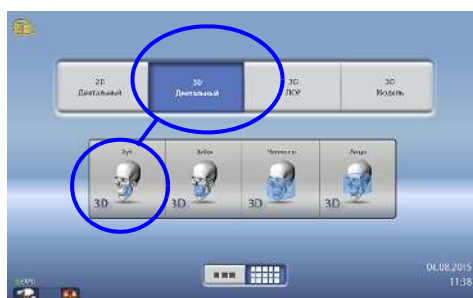 2D
Дентальный
3D
Дентальный
3D
ЛОР
3D
Модель
Зуб
3D
Зубы
3D
Челюсть
3D
Лицо
3D
04.08.2015
11:38